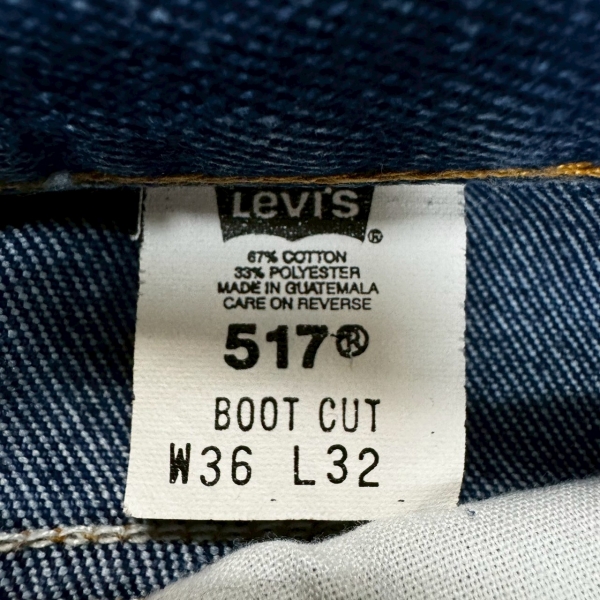 Levi's ®
67% COTTON
33% POLYESTER
MADE IN GUATEMALA
CARE ON REVERSE
517®
BOOT CUT
W36 L32